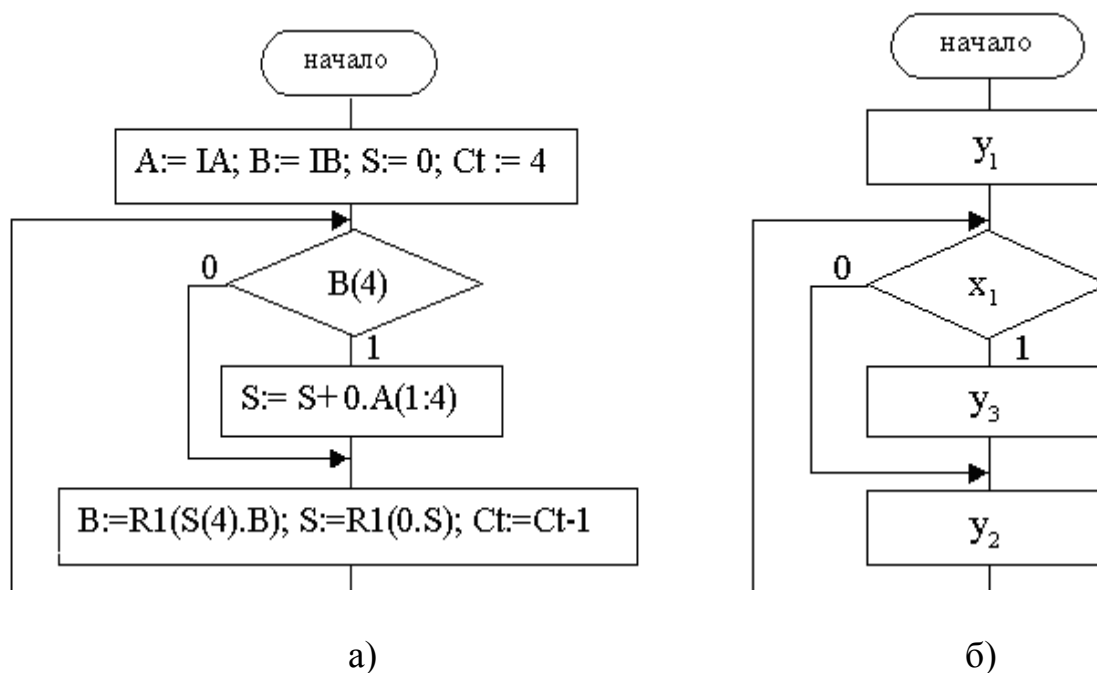 начало
A:= IA; B:= IB; S:= 0; Ct := 4
0
B(4)
1
S:= S+ 0.A(1:4)
B:=R1(S(4).B); S:=R1(0.S); Ct:=Ct-1
а)
начало
y₁
0
x₁
1
y₃
y₂
б)